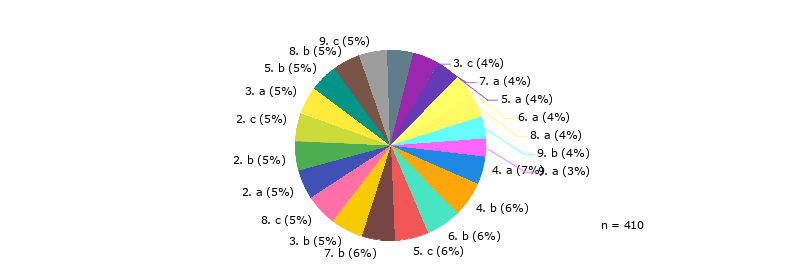 9. c (5%)
8. b (5%)
5. b (5%)
3. a (5%)
2. c (5%)
2. b (5%)
2. a (5%)
8. c (5%)
3. b (5%)
7. b (6%)
5. c (6%)
6. b (6%)
4. b (6%)
4. a (7%)
9. a (3%)
9. b (4%)
8. a (4%)
6. a (4%)
5. a (4%)
7. a (4%)
3. c (4%)
n = 410